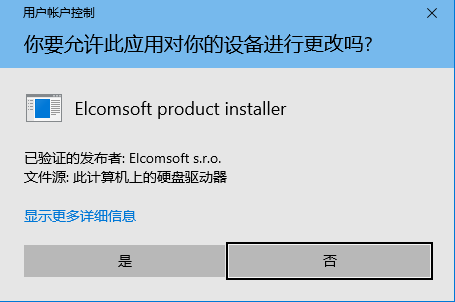 用户帐户控制
你要允许此应用对你的设备进行更改吗?
Elcomsoft product installer
已验证的发布者: Elcomsoft s.r.o.
文件源: 此计算机上的硬盘驱动器
显示更多详细信息
是
否